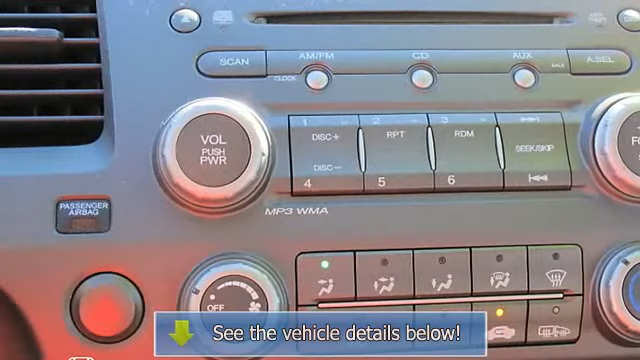 SCAN
AM/FM
CD
AUX
A.SEL
CLOCK
VOL
PUSH
PWR
1
2
3
DISC+
RPT
RDM
SEEK/SKIP
DISC-
4
5
6
MP3 WMA
PASSENGER
AIRBAG
OFF
See the vehicle details below!